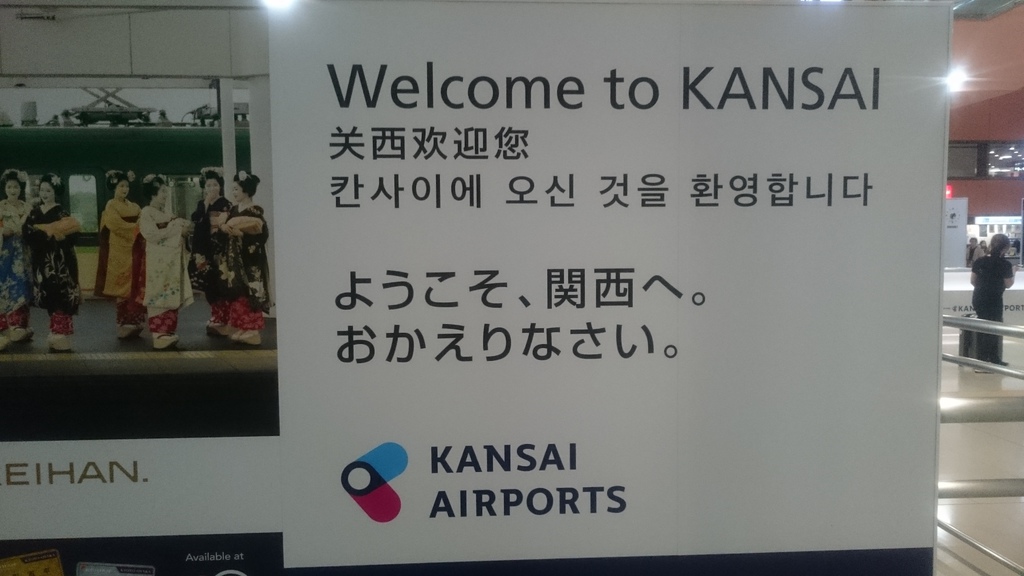 Welcome to KANSAI
关西欢迎您
칸사이에 오신 것을 환영합니다
ようこそ、関西へ。
おかえりなさい。
KANSAI
AIRPORTS
EIHAN.
Available at